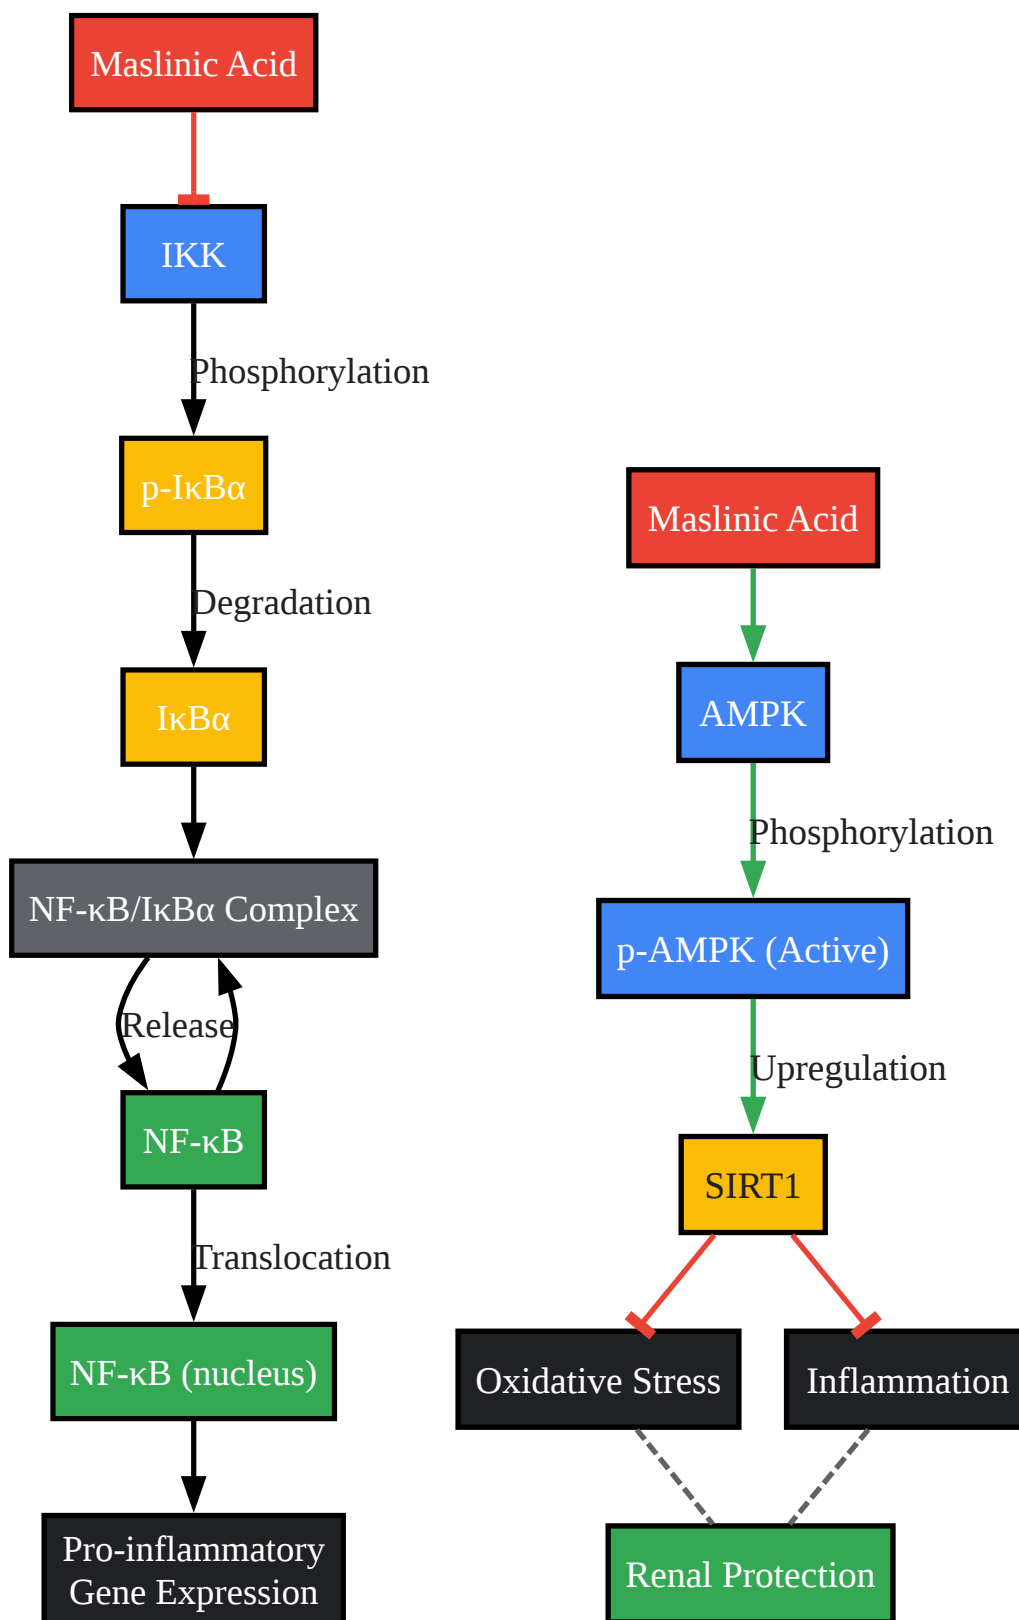 Maslinic Acid
IKK
Phosphorylation
p-IκBα
Degradation
IκBα
NF-κB/IκBα Complex
Release
NF-κB
Translocation
NF-κB (nucleus)
Pro-inflammatory
Gene Expression
Maslinic Acid
AMPK
Phosphorylation
p-AMPK (Active)
Upregulation
SIRT1
Oxidative Stress
Inflammation
Renal Protection